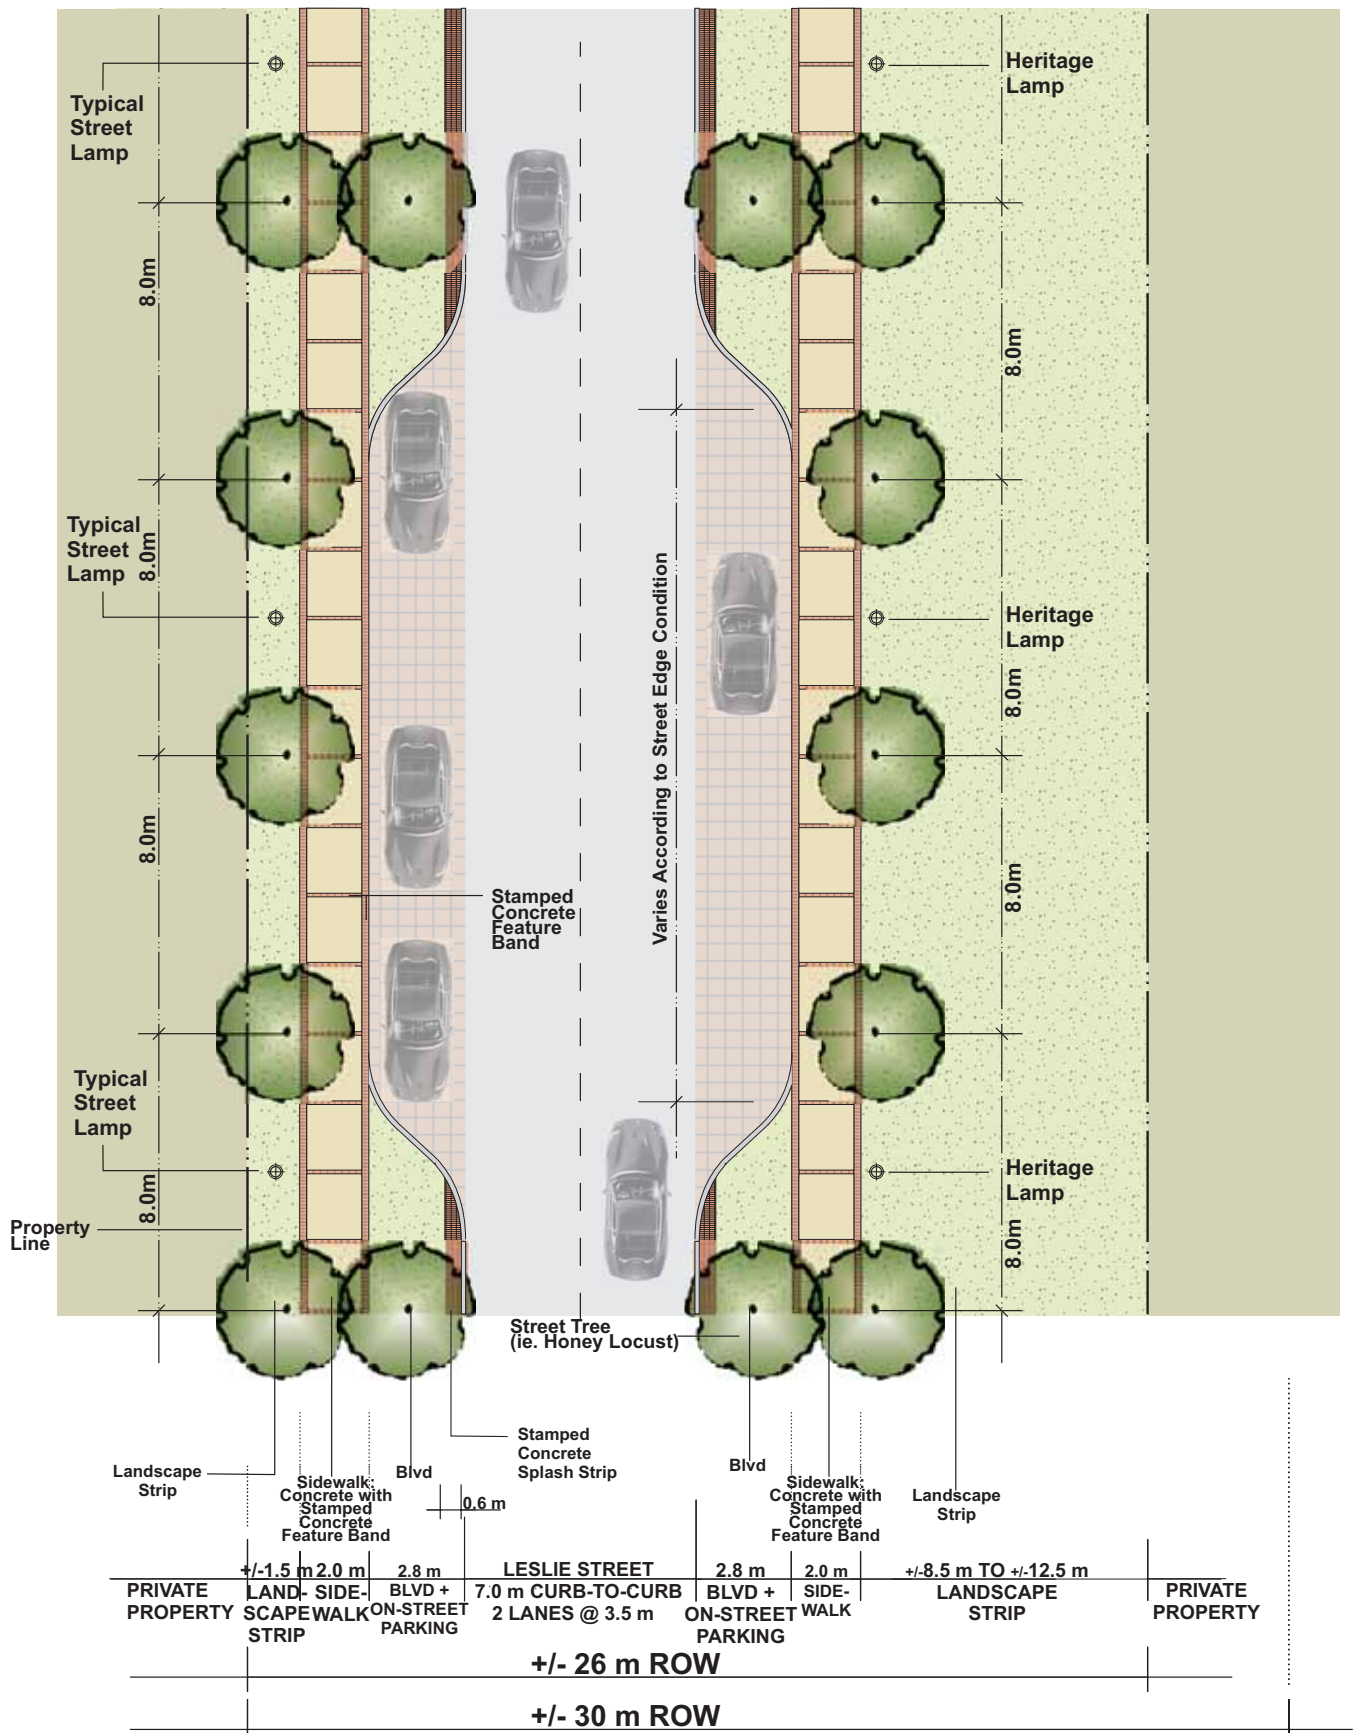 Heritage
Lamp
Typical
Street
Lamp
8.0m
8.0m
Typical
Street
Lamp
8.0m
Varies According to Street Edge Condition
Heritage
Lamp
8.0m
8.0m
8.0m
Stamped
Concrete
Feature
Band
Typical
Street
Lamp
Heritage
Lamp
8.0m
8.0m
Property
Line
Street Tree
(ie. Honey Locust)
Stamped
Concrete
Splash Strip
Landscape
Strip
Blvd
Blvd
Sidewalk:
Concrete with
Stamped
Concrete
Feature Band
0.6 m
Sidewalk:
Concrete with
Stamped
Concrete
Feature Band
Landscape
Strip
PRIVATE
PROPERTY
+/-1.5 m
LAND-
SCAPE
STRIP
2.0 m
SIDE-
WALK
2.8 m
BLVD +
ON-STREET
PARKING
LESLIE STREET
7.0 m CURB-TO-CURB
2 LANES @ 3.5 m
2.8 m
BLVD +
ON-STREET
PARKING
2.0 m
SIDE-
WALK
+/-8.5 m TO +/-12.5 m
LANDSCAPE
STRIP
PRIVATE
PROPERTY
+/- 26 m ROW
+/- 30 m ROW